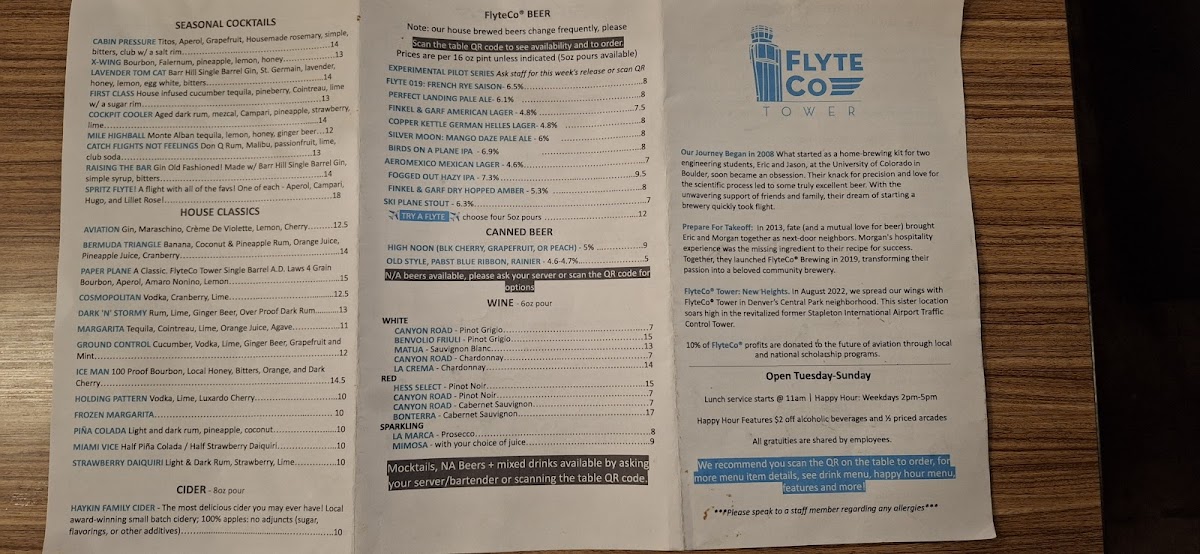 SEASONAL COCKTAILS
CABIN PRESSURE Titos, Aperol, Grapefruit, Housemade rosemary, simple,
bitters, club w/ a salt rim.......14
X-WING Bourbon, Falernum, pineapple, lemon, honey.......13
LAVENDER TOM CAT Barr Hill Single Barrel Gin, St. Germain, lavender,
honey, lemon, egg white, bitters.......14
FIRST CLASS House infused cucumber tequila, pineberry, Cointreau, lime
w/ a sugar rim.......13
COCKPIT COOLER Aged dark rum, mezcal, Campari, pineapple, strawberry,
lime.......14
MILE HIGHBALL Monte Alban tequila, lemon, honey, ginger beer....12
CATCH FLIGHTS NOT FEELINGS Don Q Rum, Malibu, passionfruit, lime,
club soda.......13
RAISING THE BAR Gin Old Fashioned! Made w/ Barr Hill Single Barrel Gin,
simple syrup, bitters.......14
SPRITZ FLYTE! A flight with all of the favs! One of each - Aperol, Campari,
Hugo, and Lillet Rose!.......18
HOUSE CLASSICS
AVIATION Gin, Maraschino, Crème De Violette, Lemon, Cherry.......12.5
BERMUDA TRIANGLE Banana, Coconut & Pineapple Rum, Orange Juice,
Pineapple Juice, Cranberry.......14
PAPER PLANE A Classic. FlyteCo Tower Single Barrel A.D. Laws 4 Grain
Bourbon, Aperol, Amaro Nonino, Lemon.......15
COSMOPOLITAN Vodka, Cranberry, Lime.......12.5
DARK 'N' STORMY Rum, Lime, Ginger Beer, Over Proof Dark Rum.......13
MARGARITA Tequila, Cointreau, Lime, Orange Juice, Agave.......11
GROUND CONTROL Cucumber, Vodka, Lime, Ginger Beer, Grapefruit and
Mint.......12
ICE MAN 100 Proof Bourbon, Local Honey, Bitters, Orange, and Dark
Cherry.......14.5
HOLDING PATTERN Vodka, Lime, Luxardo Cherry.......10
FROZEN MARGARITA.......10
PIÑA COLADA Light and dark rum, pineapple, coconut.......10
MIAMI VICE Half Piña Colada / Half Strawberry Daiquiri.......10
STRAWBERRY DAIQUIRI Light & Dark Rum, Strawberry, Lime.......10
CIDER - 8oz pour
HAYKIN FAMILY CIDER - The most delicious cider you may ever have! Local
award-winning small batch cidery; 100% apples: no adjuncts (sugar,
flavorings, or other additives).......10
FlyteCo® BEER
Note: our house brewed beers change frequently, please
Scan the table QR code to see availability and to order.
Prices are per 16 oz pint unless indicated (5oz pours available)
EXPERIMENTAL PILOT SERIES Ask staff for this week's release or scan QR
FLYTE 019: FRENCH RYE SAISON- 6.5%.......8
PERFECT LANDING PALE ALE- 6.1% .......8
FINKEL & GARF AMERICAN LAGER - 4.8% .......7.5
COPPER KETTLE GERMAN HELLES LAGER- 4.8% .......8
SILVER MOON: MANGO DAZE PALE ALE - 6% .......8
BIRDS ON A PLANE IPA - 6.9% .......8
AEROMEXICO MEXICAN LAGER - 4.6%.......7
FOGGED OUT HAZY IPA - 7.3%.......9.5
FINKEL & GARF DRY HOPPED AMBER - 5.3% .......8
SKI PLANE STOUT - 6.3%.......7
TRY A FLYTE choose four 5oz pours .......12
CANNED BEER
HIGH NOON (BLK CHERRY, GRAPEFRUIT, OR PEACH) - 5% .......9
OLD STYLE, PABST BLUE RIBBON, RAINIER - 4.6-4.7%.......5
N/A beers available, please ask your server or scan the QR code for
options
WINE - 6oz pour
WHITE
CANYON ROAD - Pinot Grigio.......7
BENVOLIO FRIULI - Pinot Grigio.......15
MATUA - Sauvignon Blanc.......13
CANYON ROAD - Chardonnay.......7
LA CREMA - Chardonnay.......14
RED
HESS SELECT - Pinot Noir.......15
CANYON ROAD - Pinot Noir.......7
CANYON ROAD - Cabernet Sauvignon.......7
BONTERRA - Cabernet Sauvignon.......17
SPARKLING
LA MARCA - Prosecco.......8
MIMOSA - with your choice of juice.......9
Mocktails, NA Beers + mixed drinks available by asking
your server/bartender or scanning the table QR code.
FLYTE
CO
TOWER
Our Journey Began in 2008 What started as a home-brewing kit for two
engineering students, Eric and Jason, at the University of Colorado in
Boulder, soon became an obsession. Their knack for precision and love for
the scientific process led to some truly excellent beer. With the
unwavering support of friends and family, their dream of starting a
brewery quickly took flight.
Prepare For Takeoff: In 2013, fate (and a mutual love for beer) brought
Eric and Morgan together as next-door neighbors. Morgan's hospitality
experience was the missing ingredient to their recipe for success.
Together, they launched FlyteCo® Brewing in 2019, transforming their
passion into a beloved community brewery.
FlyteCo® Tower: New Heights. In August 2022, we spread our wings with
FlyteCo® Tower in Denver's Central Park neighborhood. This sister location
soars high in the revitalized former Stapleton International Airport Traffic
Control Tower.
10% of FlyteCo® profits are donated to the future of aviation through local
and national scholarship programs.
Open Tuesday-Sunday
Lunch service starts @ 11am | Happy Hour: Weekdays 2pm-5pm
Happy Hour Features $2 off alcoholic beverages and ½ priced arcades
All gratuities are shared by employees.
We recommend you scan the QR on the table to order, for
more menu item details, see drink menu, happy hour menu,
features and more!
***Please speak to a staff member regarding any allergies***